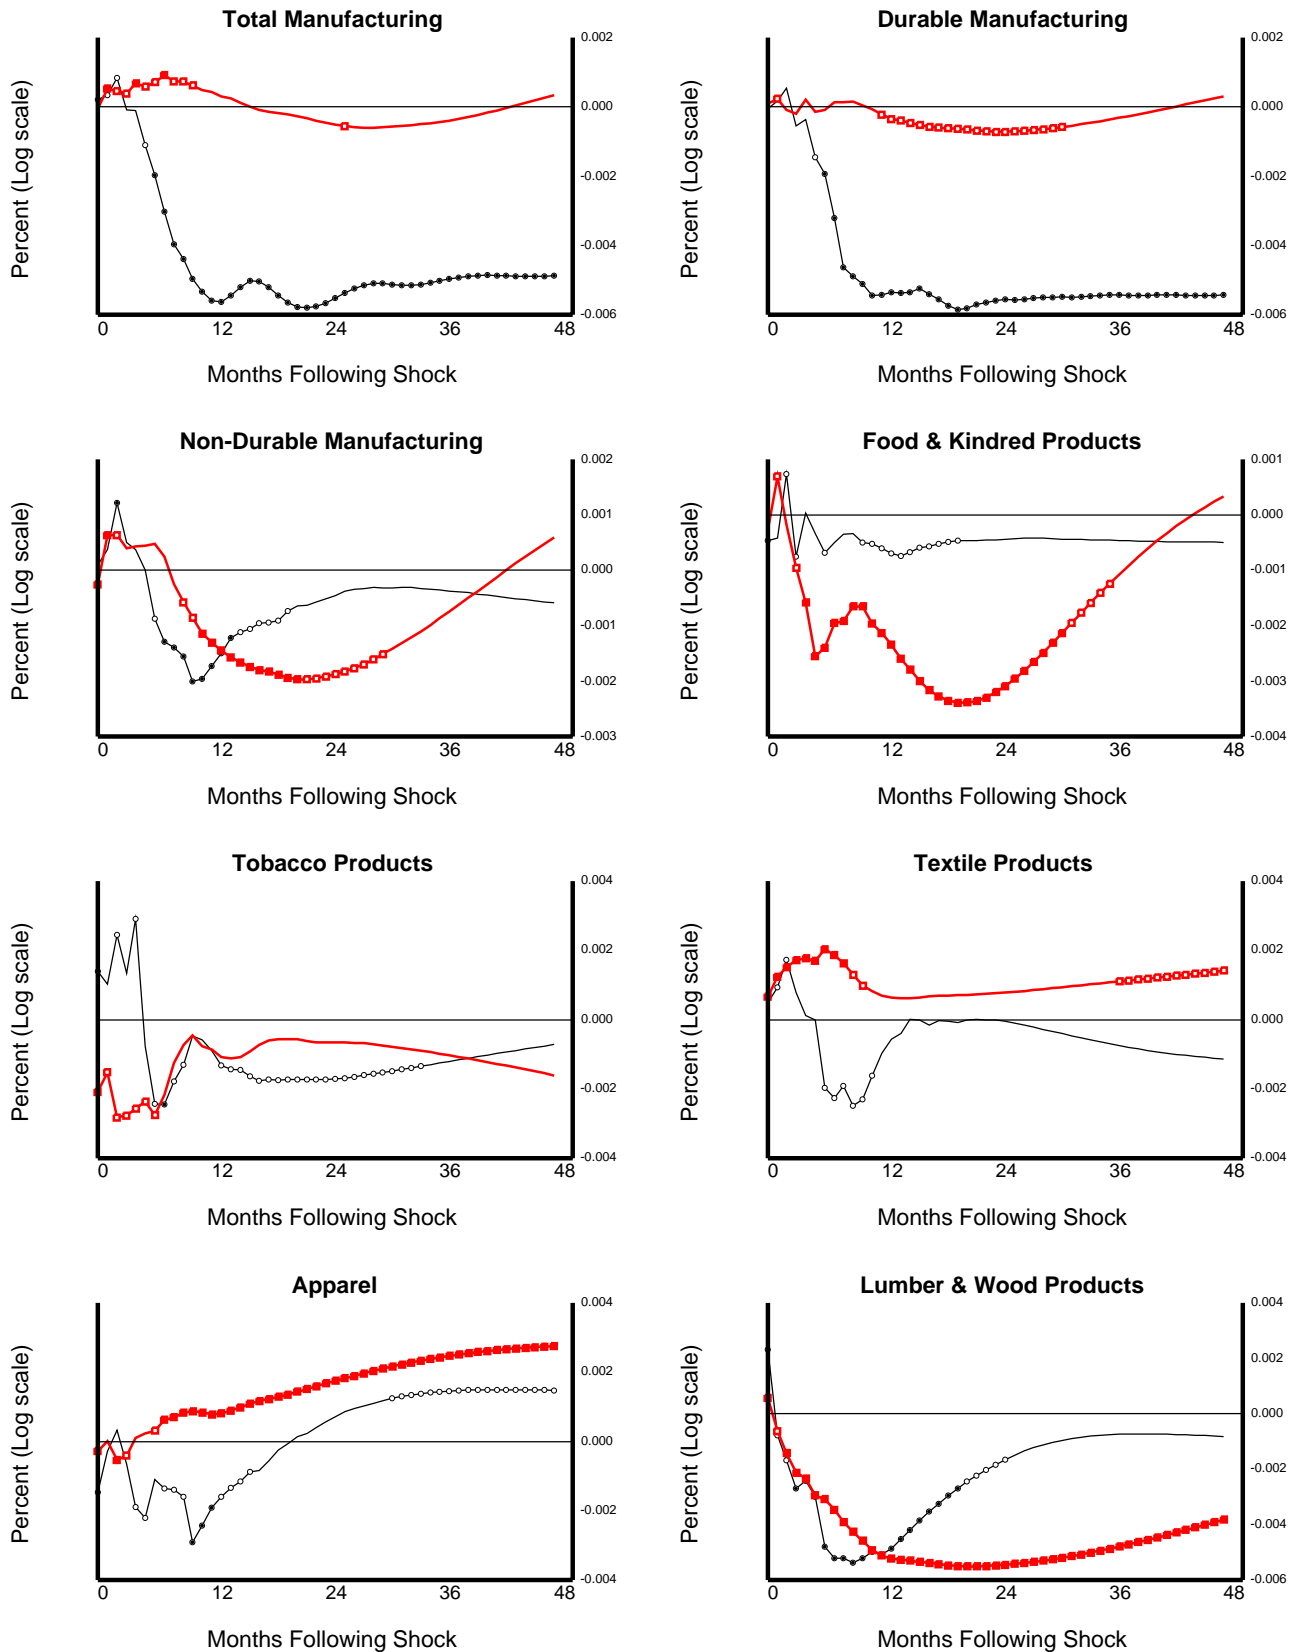 Total Manufacturing
Percent (Log scale)
0.002
0.000
-0.002
-0.004
-0.006
0 12 24 36 48
Months Following Shock
Durable Manufacturing
Percent (Log scale)
0.002
0.000
-0.002
-0.004
-0.006
0 12 24 36 48
Months Following Shock
Non-Durable Manufacturing
Percent (Log scale)
0.002
0.001
0.000
-0.001
-0.002
-0.003
0 12 24 36 48
Months Following Shock
Food & Kindred Products
Percent (Log scale)
0.001
0.000
-0.001
-0.002
-0.003
-0.004
0 12 24 36 48
Months Following Shock
Tobacco Products
Percent (Log scale)
0.004
0.002
0.000
-0.002
-0.004
0 12 24 36 48
Months Following Shock
Textile Products
Percent (Log scale)
0.004
0.002
0.000
-0.002
-0.004
0 12 24 36 48
Months Following Shock
Apparel
Percent (Log scale)
0.004
0.002
0.000
-0.002
-0.004
0 12 24 36 48
Months Following Shock
Lumber & Wood Products
Percent (Log scale)
0.004
0.002
0.000
-0.002
-0.004
-0.006
0 12 24 36 48
Months Following Shock